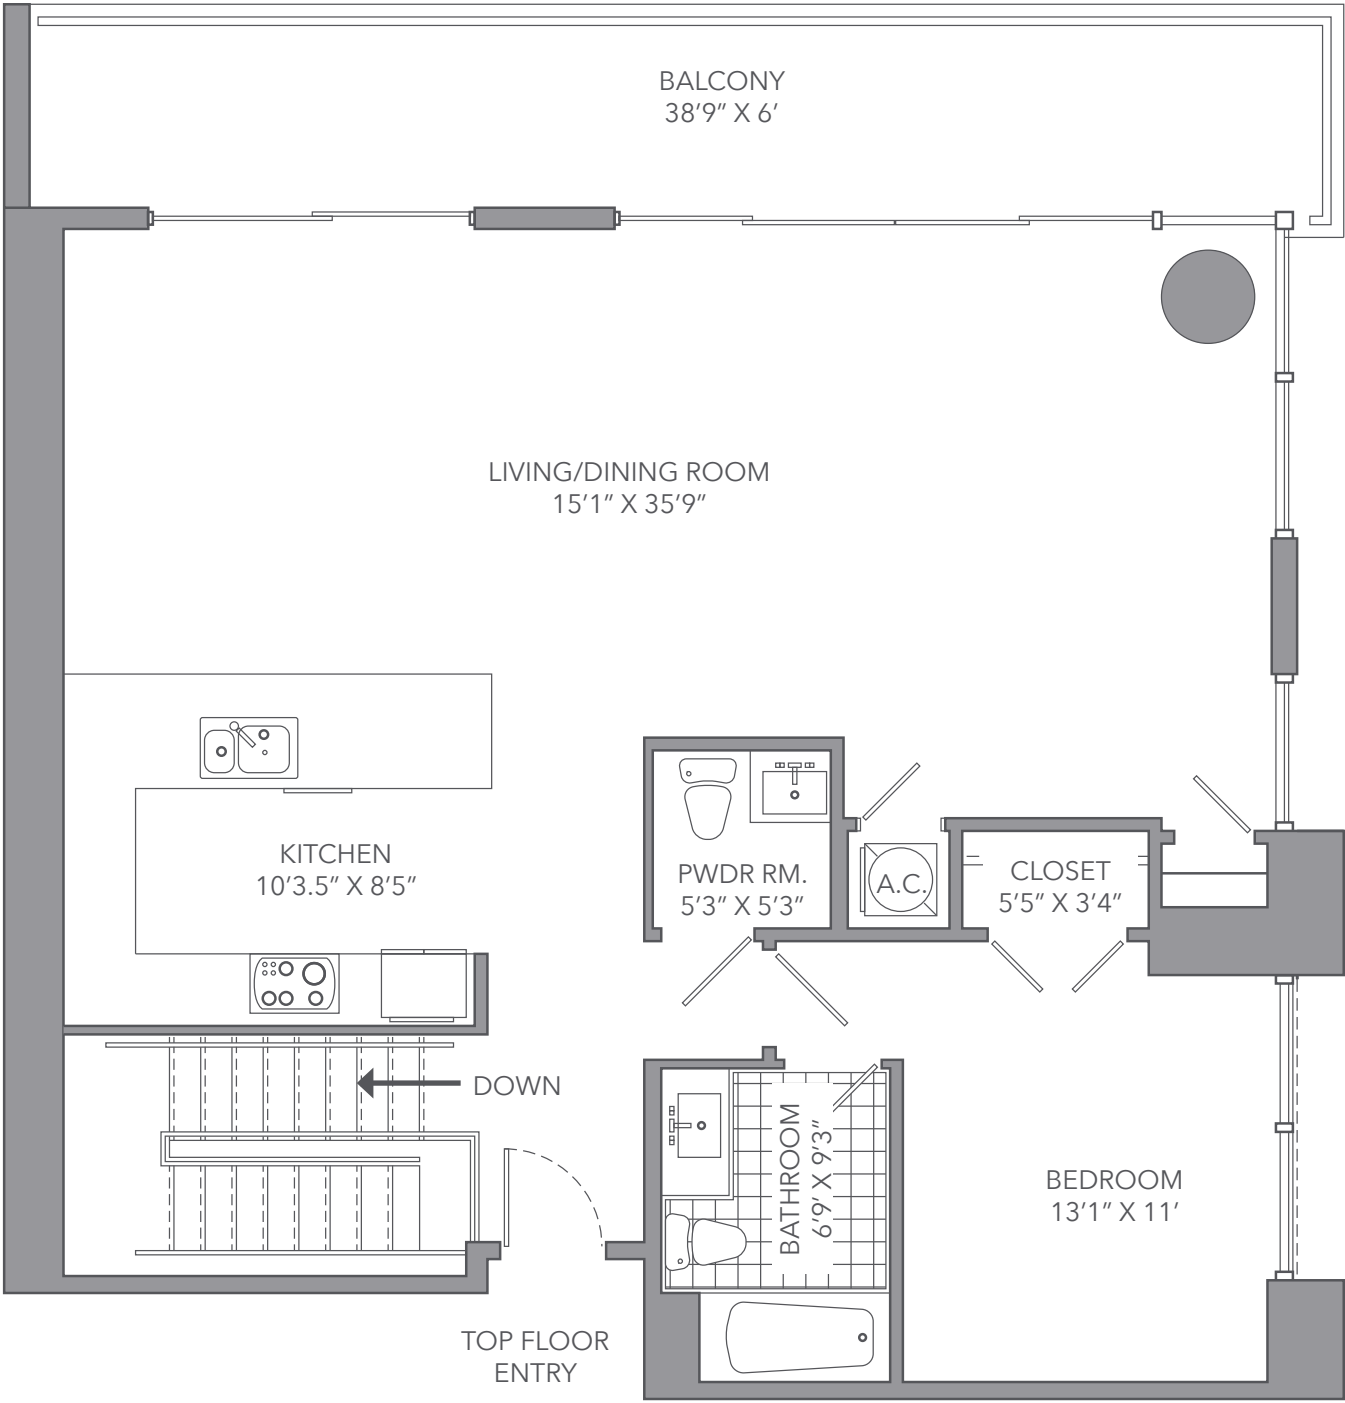 BALCONY
38’9” X 6’
LIVING/DINING ROOM
15’1” X 35’9”
KITCHEN
10’3.5” X 8’5”
PWDR RM.
5’3” X 5’3”
A.C.
CLOSET
5’5” X 3’4”
DOWN
BATHROOM
6’9’ X 9’3”
BEDROOM
13’1” X 11’
TOP FLOOR
ENTRY